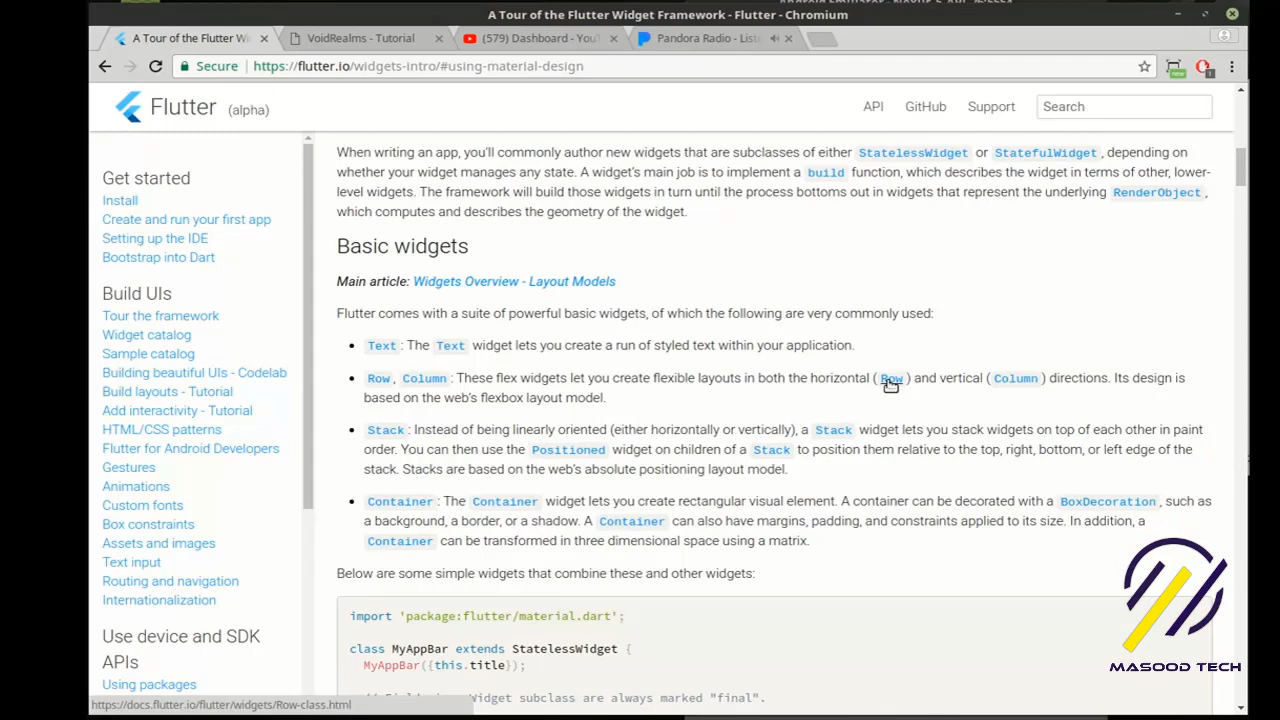 A Tour of the Flutter Widget Framework - Flutter - Chromium
A Tour of the Flutter Wi
VoidRealms - Tutorial
(579) Dashboard - You
Pandora Radio - List
Secure
https://flutter.io/widgets-intro/#using-material-design
new
1
Flutter (alpha)
API
GitHub
Support
Search
Get started
Install
Create and run your first app
Setting up the IDE
Bootstrap into Dart
Build UIs
Tour the framework
Widget catalog
Sample catalog
Building beautiful UIs - Codelab
Build layouts - Tutorial
Add interactivity - Tutorial
HTML/CSS patterns
Flutter for Android Developers
Gestures
Animations
Custom fonts
Box constraints
Assets and images
Text input
Routing and navigation
Internationalization
Use device and SDK
APIs
Using packages
When writing an app, you'll commonly author new widgets that are subclasses of either StatelessWidget or StatefulWidget, depending on
whether your widget manages any state. A widget's main job is to implement a build function, which describes the widget in terms of other, lower-
level widgets. The framework will build those widgets in turn until the process bottoms out in widgets that represent the underlying RenderObject,
which computes and describes the geometry of the widget.
Basic widgets
Main article: Widgets Overview - Layout Models
Flutter comes with a suite of powerful basic widgets, of which the following are very commonly used:
• Text: The Text widget lets you create a run of styled text within your application.
• Row, Column: These flex widgets let you create flexible layouts in both the horizontal (Row) and vertical (Column) directions. Its design is
based on the web's flexbox layout model.
• Stack: Instead of being linearly oriented (either horizontally or vertically), a Stack widget lets you stack widgets on top of each other in paint
order. You can then use the Positioned widget on children of a Stack to position them relative to the top, right, bottom, or left edge of the
stack. Stacks are based on the web's absolute positioning layout model.
• Container: The Container widget lets you create rectangular visual element. A container can be decorated with a BoxDecoration, such as
a background, a border, or a shadow. A Container can also have margins, padding, and constraints applied to its size. In addition, a
Container can be transformed in three dimensional space using a matrix.
Below are some simple widgets that combine these and other widgets:
import 'package:flutter/material.dart';
class MyAppBar extends StatelessWidget {
MyAppBar({this.title});
Widget subclass are always marked "final".
https://docs.flutter.io/flutter/widgets/Row-class.html
MASOOD TECH